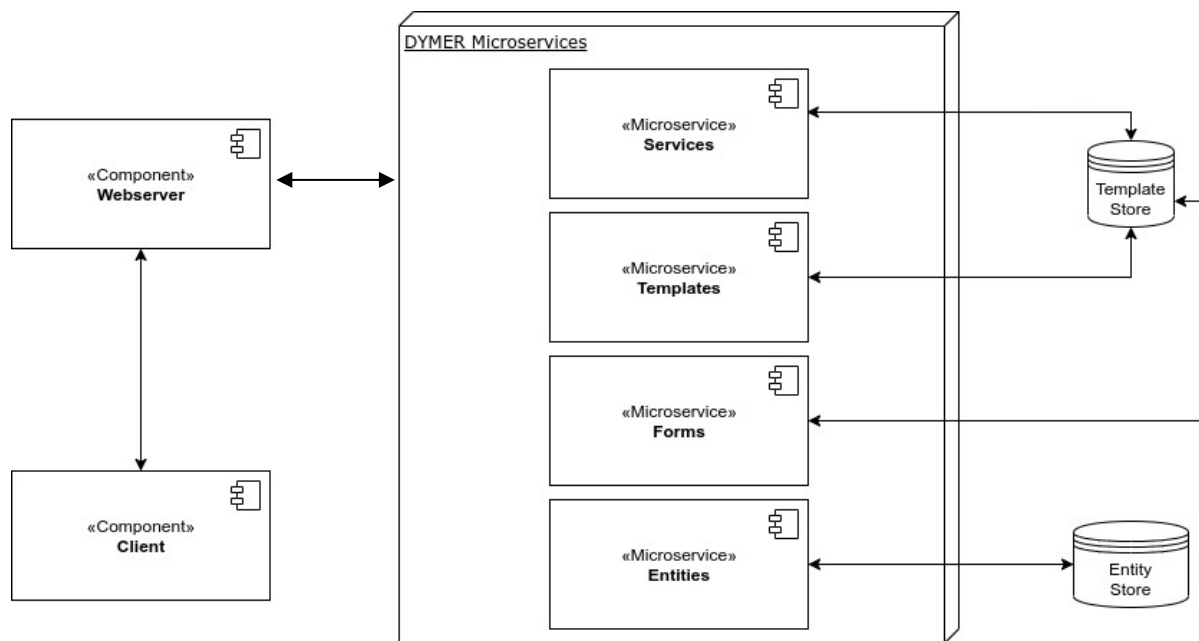 DYMER Microservices
«Microservice»
Services
«Component»
Webserver
Template
Store
«Microservice»
Templates
«Microservice»
Forms
«Component»
Client
«Microservice»
Entities
Entity
Store